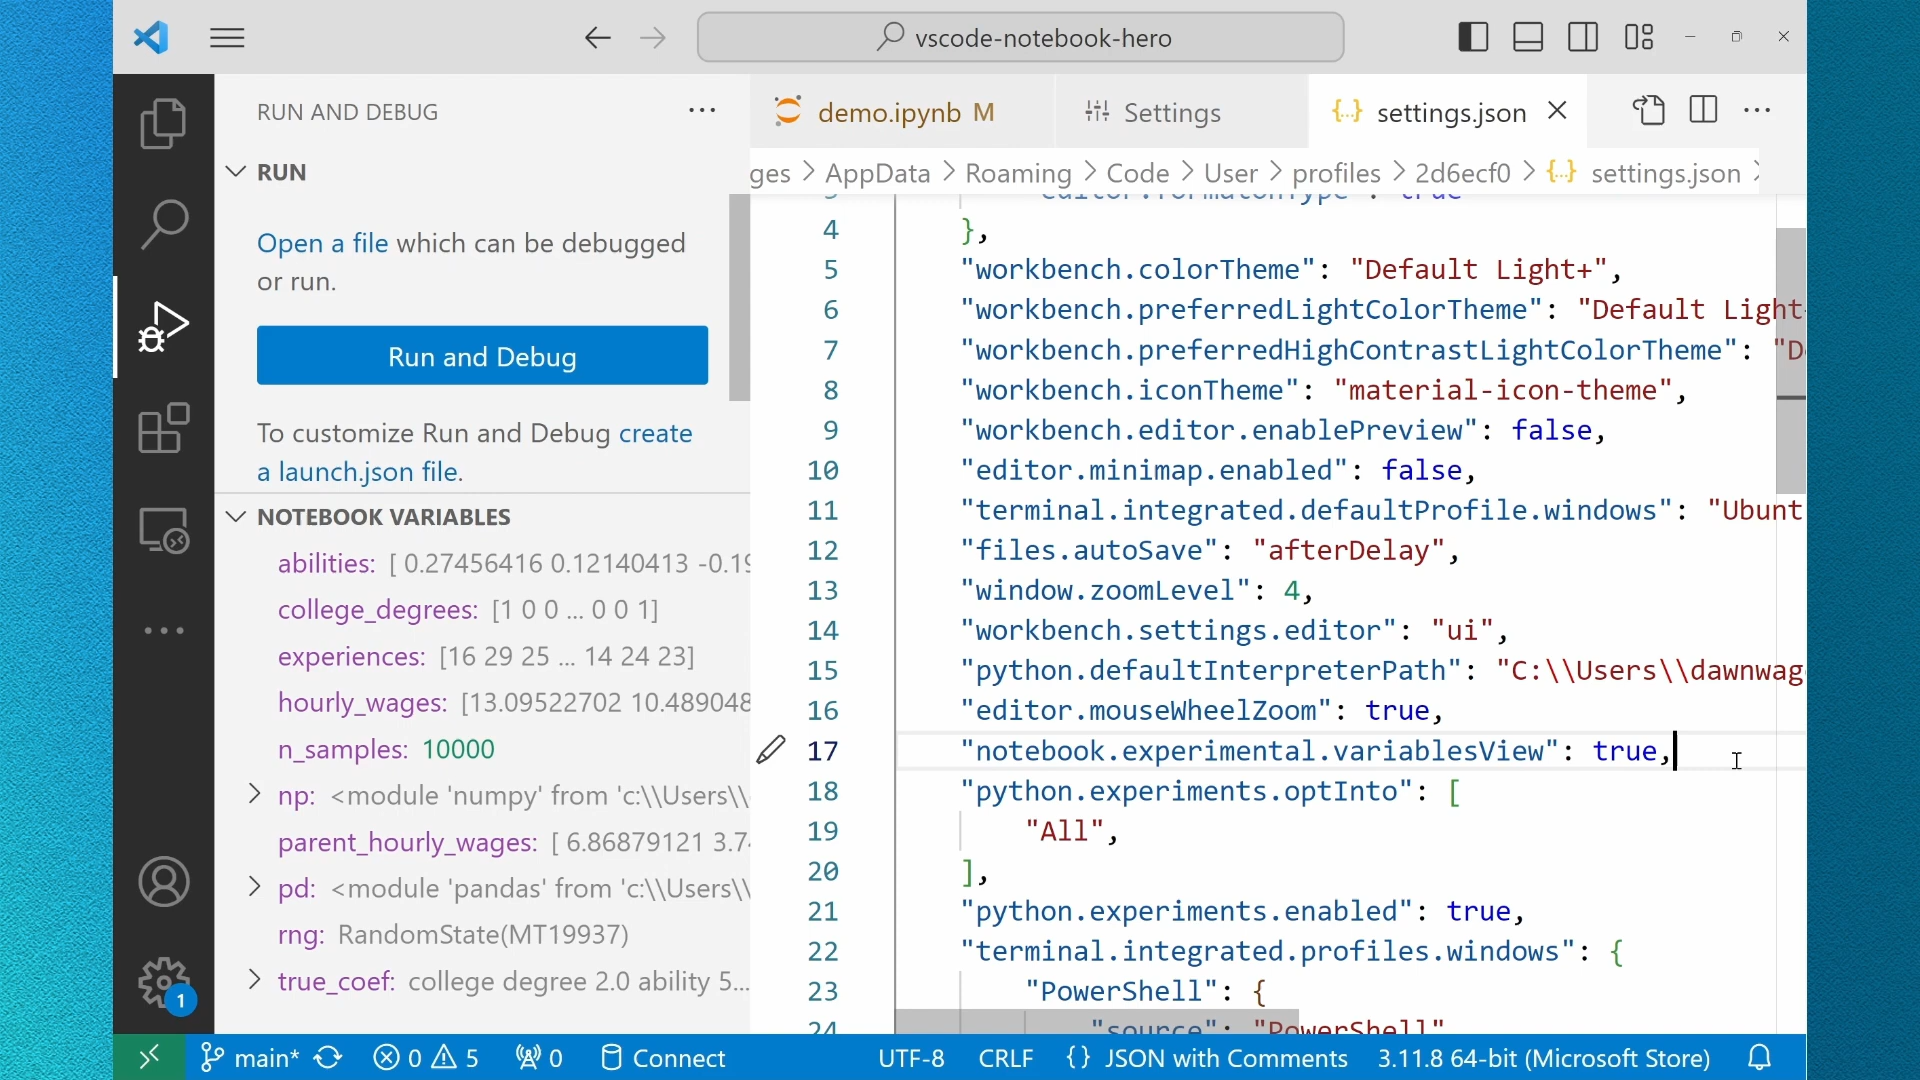 vscode-notebook-hero
RUN AND DEBUG
RUN
Open a file which can be debugged
or run.
Run and Debug
To customize Run and Debug create
a launch.json file.
NOTEBOOK VARIABLES
abilities: [ 0.27456416 0.12140413 -0.19
college_degrees: [1 0 0 ... 0 0 1]
experiences: [16 29 25 ... 14 24 23]
hourly_wages: [13.09522702 10.489048
n_samples: 10000
np: <module 'numpy' from 'c:\\Users\\
parent_hourly_wages: [ 6.86879121 3.7
pd: <module 'pandas' from 'c:\\Users\\
rng: RandomState(MT19937)
true_coef: college degree 2.0 ability 5...
1
demo.ipynb M
Settings
{..} settings.json
ges > AppData > Roaming > Code > User > profiles > 2d6ecf0 > {..} settings.json >
"editor.formatOnType": true
4 },
5 "workbench.colorTheme": "Default Light+",
6 "workbench.preferredLightColorTheme": "Default Light
7 "workbench.preferredHighContrastLightColorTheme": "D
8 "workbench.iconTheme": "material-icon-theme",
9 "workbench.editor.enablePreview": false,
10 "editor.minimap.enabled": false,
11 "terminal.integrated.defaultProfile.windows": "Ubunt
12 "files.autoSave": "afterDelay",
13 "window.zoomLevel": 4,
14 "workbench.settings.editor": "ui",
15 "python.defaultInterpreterPath": "C:\\Users\\dawnwag
16 "editor.mouseWheelZoom": true,
17 "notebook.experimental.variablesView": true,
18 "python.experiments.optInto": [
19 "All",
20 ],
21 "python.experiments.enabled": true,
22 "terminal.integrated.profiles.windows": {
23 "PowerShell": {
24 "source": "PowerShell"
main* 0 5 0 Connect UTF-8 CRLF {} JSON with Comments 3.11.8 64-bit (Microsoft Store)